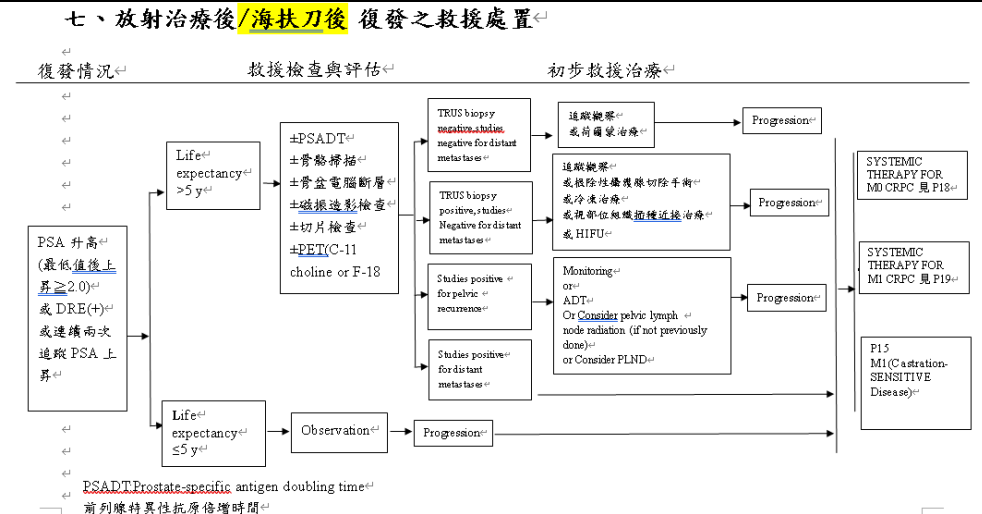 七、放射治療後/海扶刀後 復發之救援處置
復發情況
救援檢查與評估
初步救援治療
PSA 升高
(最低值後上
昇≧2.0)
或 DRE(+)
或連續兩次
追蹤 PSA 上
昇
Life
expectancy
>5 y
±PSADT
±骨骼掃描
±骨盆電腦斷層
±磁振造影檢查
±切片檢查
±PET(C-11
choline or F-18
TRUS biopsy
negative,studies
negative for distant
metastases
追蹤觀察
或荷爾蒙治療
Progression
TRUS biopsy
positive, studies
Negative for distant
metastases
追蹤觀察
或根除性攝護腺切除手術
或冷凍治療
或視部位組織插種近接治療
或 HIFU
Progression
Studies positive
for pelvic
recurrence
Monitoring
or
ADT
Or Consider pelvic lymph
node radiation (if not previously
done)
or Consider PLND
Progression
Studies positive
for distant
metastases
Life
expectancy
≤5 y
Observation
Progression
SYSTEMIC
THERAPY FOR
M0 CRPC 見 P18
SYSTEMIC
THERAPY FOR
M1 CRPC 見 P19
P15
M1(Castration-
SENSITIVE
Disease)
PSADT:Prostate-specific antigen doubling time
前列腺特異性抗原倍增時間